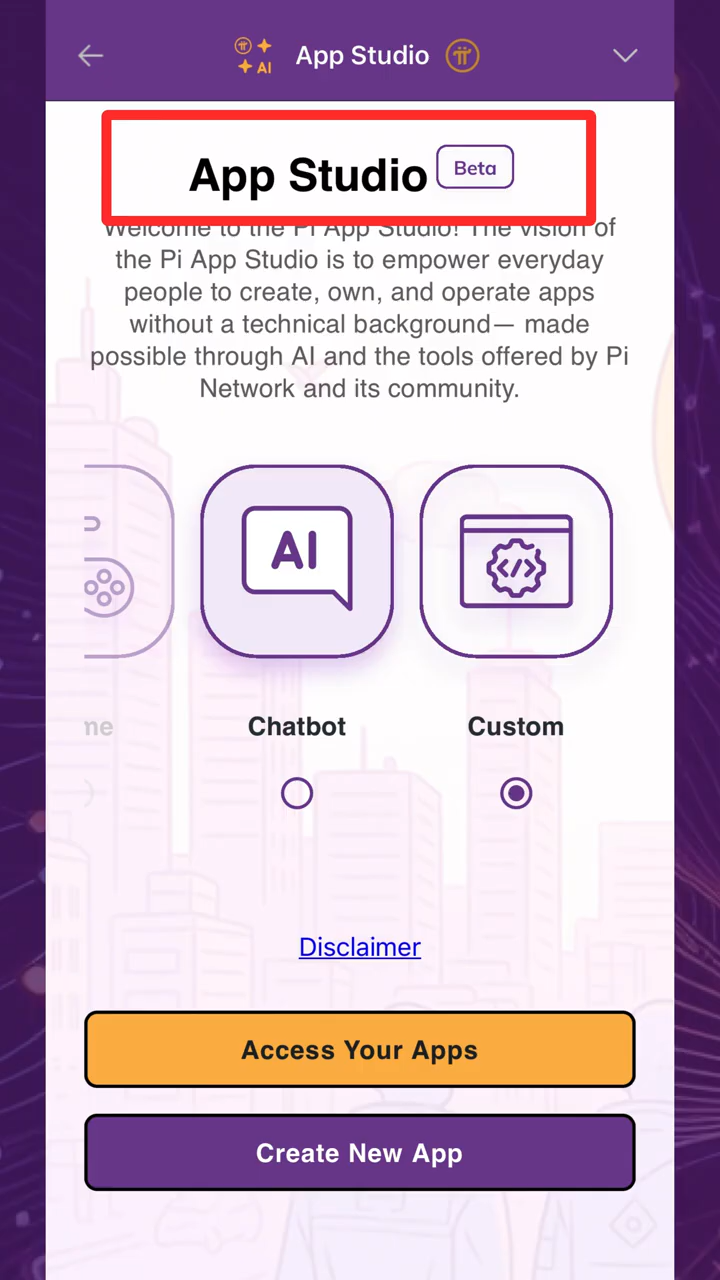 AI
App Studio
App Studio
Beta
Welcome to the Pi App Studio! The vision of
the Pi App Studio is to empower everyday
people to create, own, and operate apps
without a technical background— made
possible through AI and the tools offered by Pi
Network and its community.
AI
</>
me
Chatbot
Custom
Disclaimer
Access Your Apps
Create New App